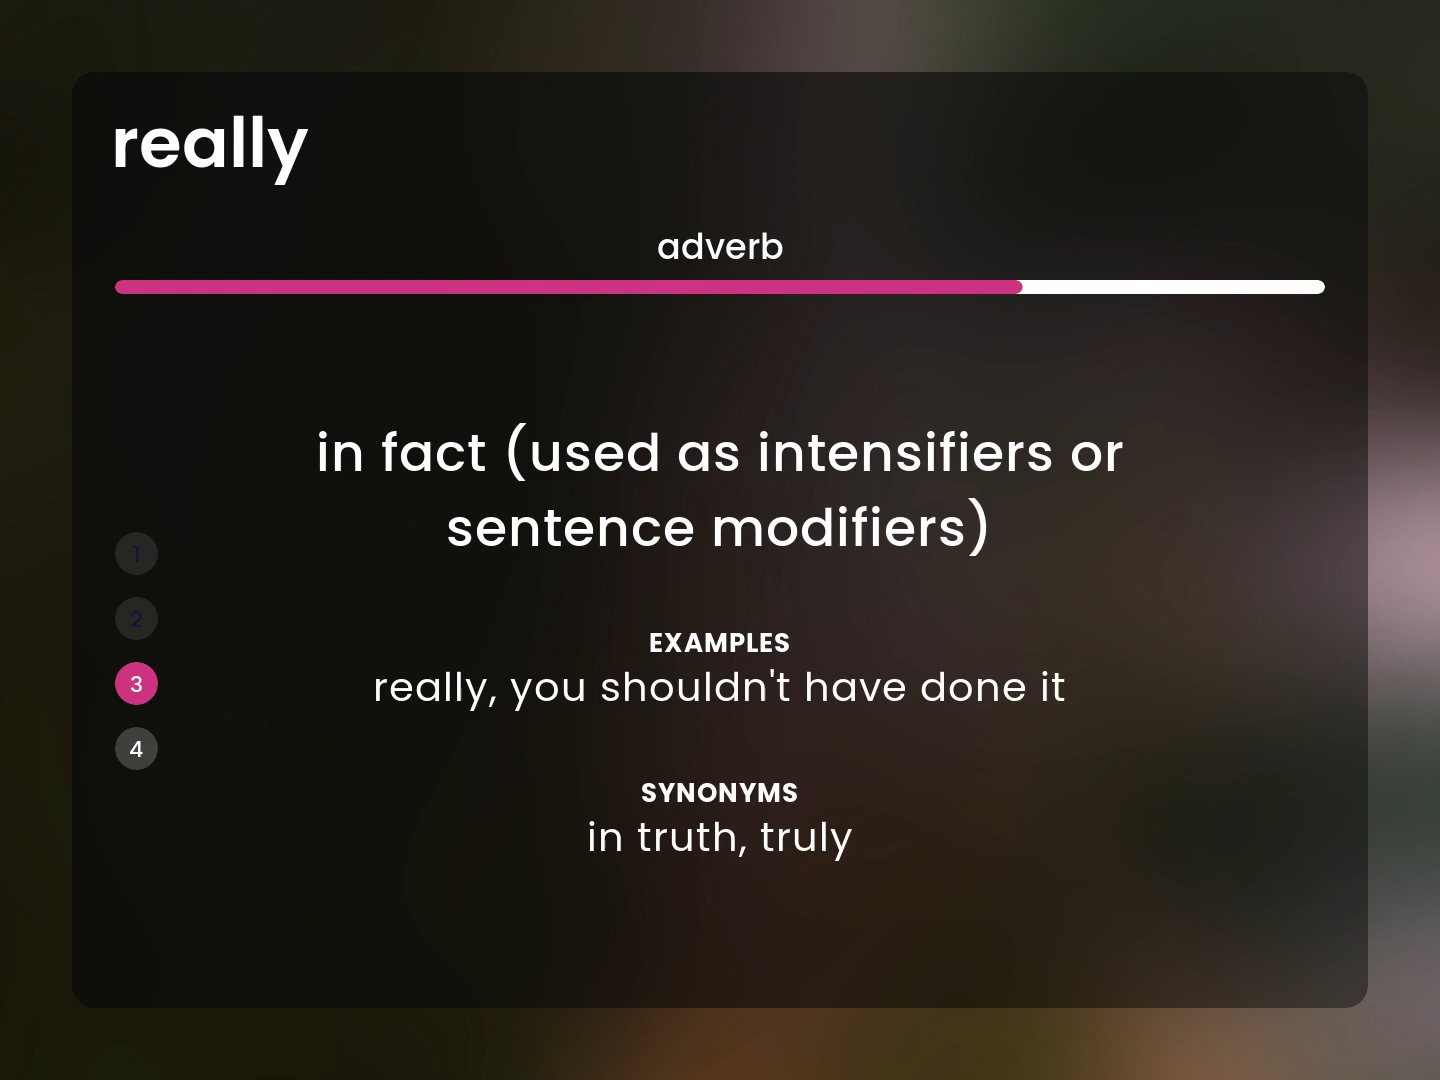 really
adverb
in fact (used as intensifiers or
sentence modifiers)
1
2
3
4
EXAMPLES
really, you shouldn't have done it
SYNONYMS
in truth, truly